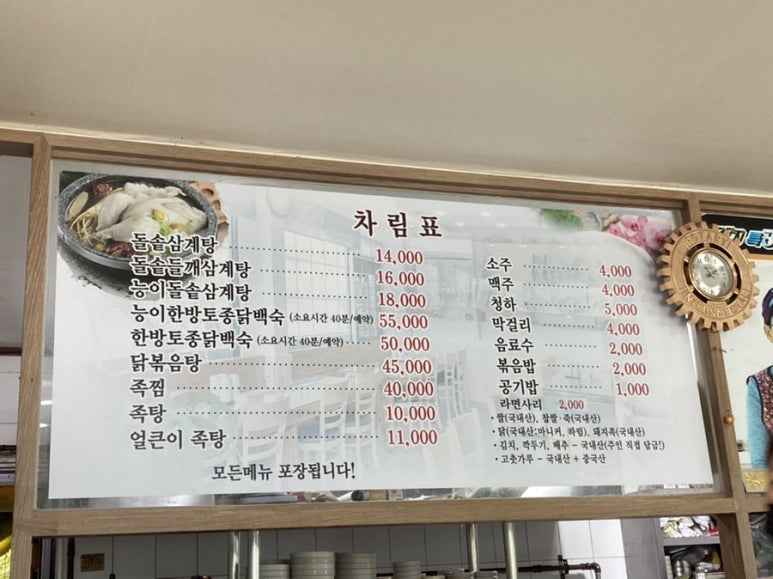 차림표
돌솥삼계탕 14,000
돌솥들깨삼계탕 16,000
능이돌솥삼계탕 18,000
능이한방토종닭백숙 (소요시간 40분/예약) 55,000
한방토종닭백숙 (소요시간 40분/예약) 50,000
닭볶음탕 45,000
족찜 40,000
족탕 10,000
얼큰이 족탕 11,000
모든메뉴 포장됩니다!
소주 4,000
맥주 4,000
청하 5,000
막걸리 4,000
음료수 2,000
볶음밥 2,000
공기밥 1,000
라면사리 2,000
· 쌀(국내산), 찹쌀·죽(국내산)
· 닭(국내산:마니커, 하림), 돼지족(국내산)
· 김치, 깍두기, 배추 - 국내산(주인 직접 담금!)
· 고춧가루 - 국내산 + 중국산